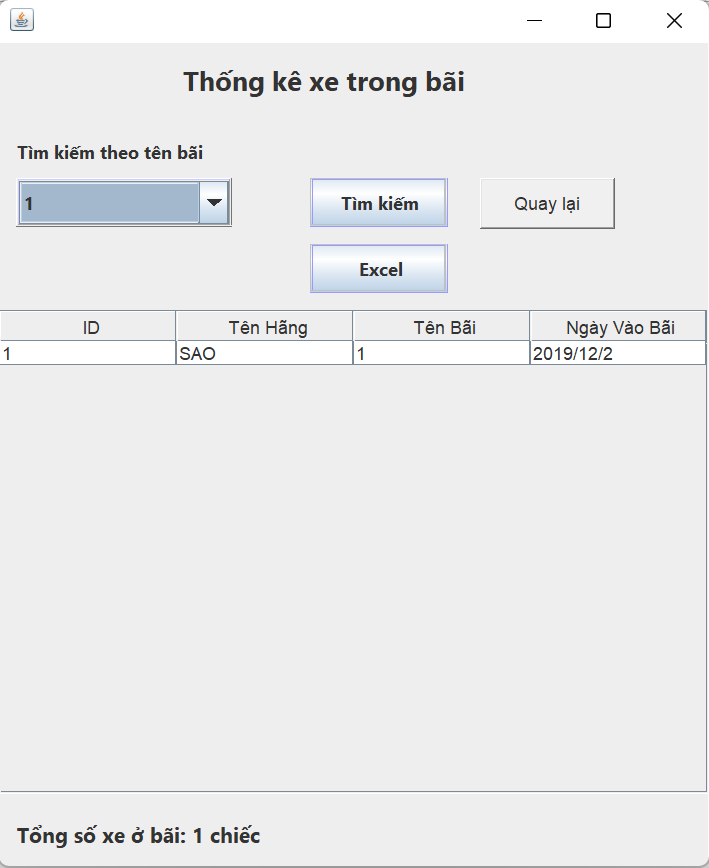 Thống kê xe trong bãi
Tìm kiếm theo tên bãi
1 Tìm kiếm Quay lại
Excel
ID Tên Hãng Tên Bãi Ngày Vào Bãi
1 SAO 1 2019/12/2
Tổng số xe ở bãi: 1 chiếc